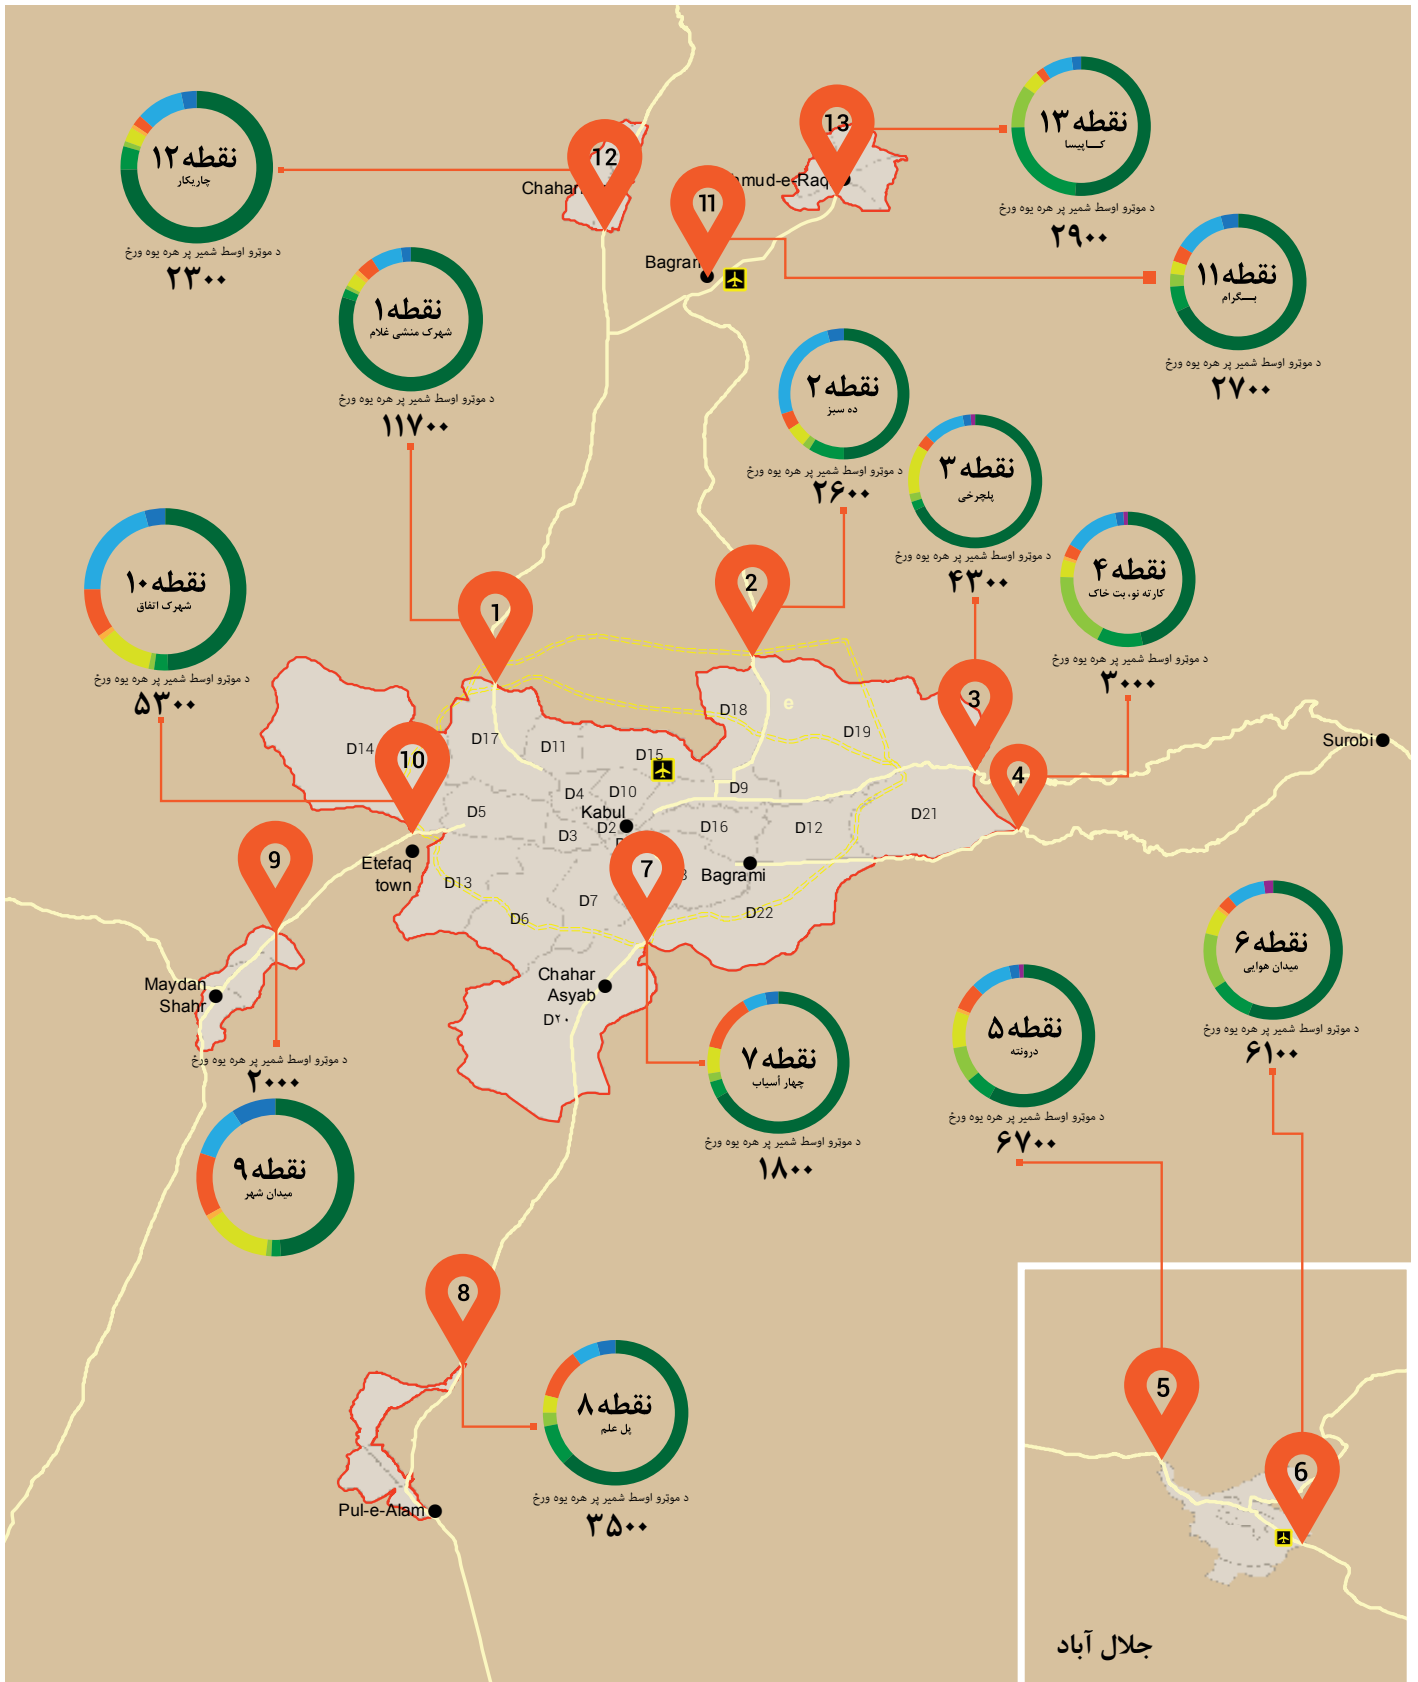 نقطه ۱۲
چاریکار
د موټرو اوسط شمیر پر هره یوه ورځ
۲۳۰۰
12
13
نقطه ۱۳
کــاپیسا
د موټرو اوسط شمیر پر هره یوه ورځ
۲۹۰۰
11
Bagram
نقطه ۱۱
بــگرام
د موټرو اوسط شمیر پر هره یوه ورځ
۲۷۰۰
نقطه ۱
شهرک منشی غلام
د موټرو اوسط شمیر پر هره یوه ورځ
۱۱۷۰۰
نقطه ۲
ده سبز
د موټرو اوسط شمیر پر هره یوه ورځ
۲۶۰۰
نقطه ۳
پلچرخی
د موټرو اوسط شمیر پر هره یوه ورځ
۴۳۰۰
نقطه ۴
کارته نو، بت خاک
د موټرو اوسط شمیر پر هره یوه ورځ
۳۰۰۰
نقطه ۱۰
شهرک اتفاق
د موټرو اوسط شمیر پر هره یوه ورځ
۵۳۰۰
1
2
3
4
10
9
7
D14
D17
D11
D15
D18
e
D19
D5
D4
D10
D9
D3
D2
D16
D12
D21
D13
D6
D7
D22
Kabul
Bagrami
Surobi
Etefaq
town
Maydan
Shahr
Chahar
Asyab
D۲۰
د موټرو اوسط شمیر پر هره یوه ورځ
۲۰۰۰
نقطه ۹
میدان شهر
نقطه ۷
چهار آسیاب
د موټرو اوسط شمیر پر هره یوه ورځ
۱۸۰۰
نقطه ۵
درونته
د موټرو اوسط شمیر پر هره یوه ورځ
۶۷۰۰
نقطه ۶
میدان هوایی
د موټرو اوسط شمیر پر هره یوه ورځ
۶۱۰۰
8
نقطه ۸
پل علم
د موټرو اوسط شمیر پر هره یوه ورځ
۳۵۰۰
Pul-e-Alam
5
6
جلال آباد